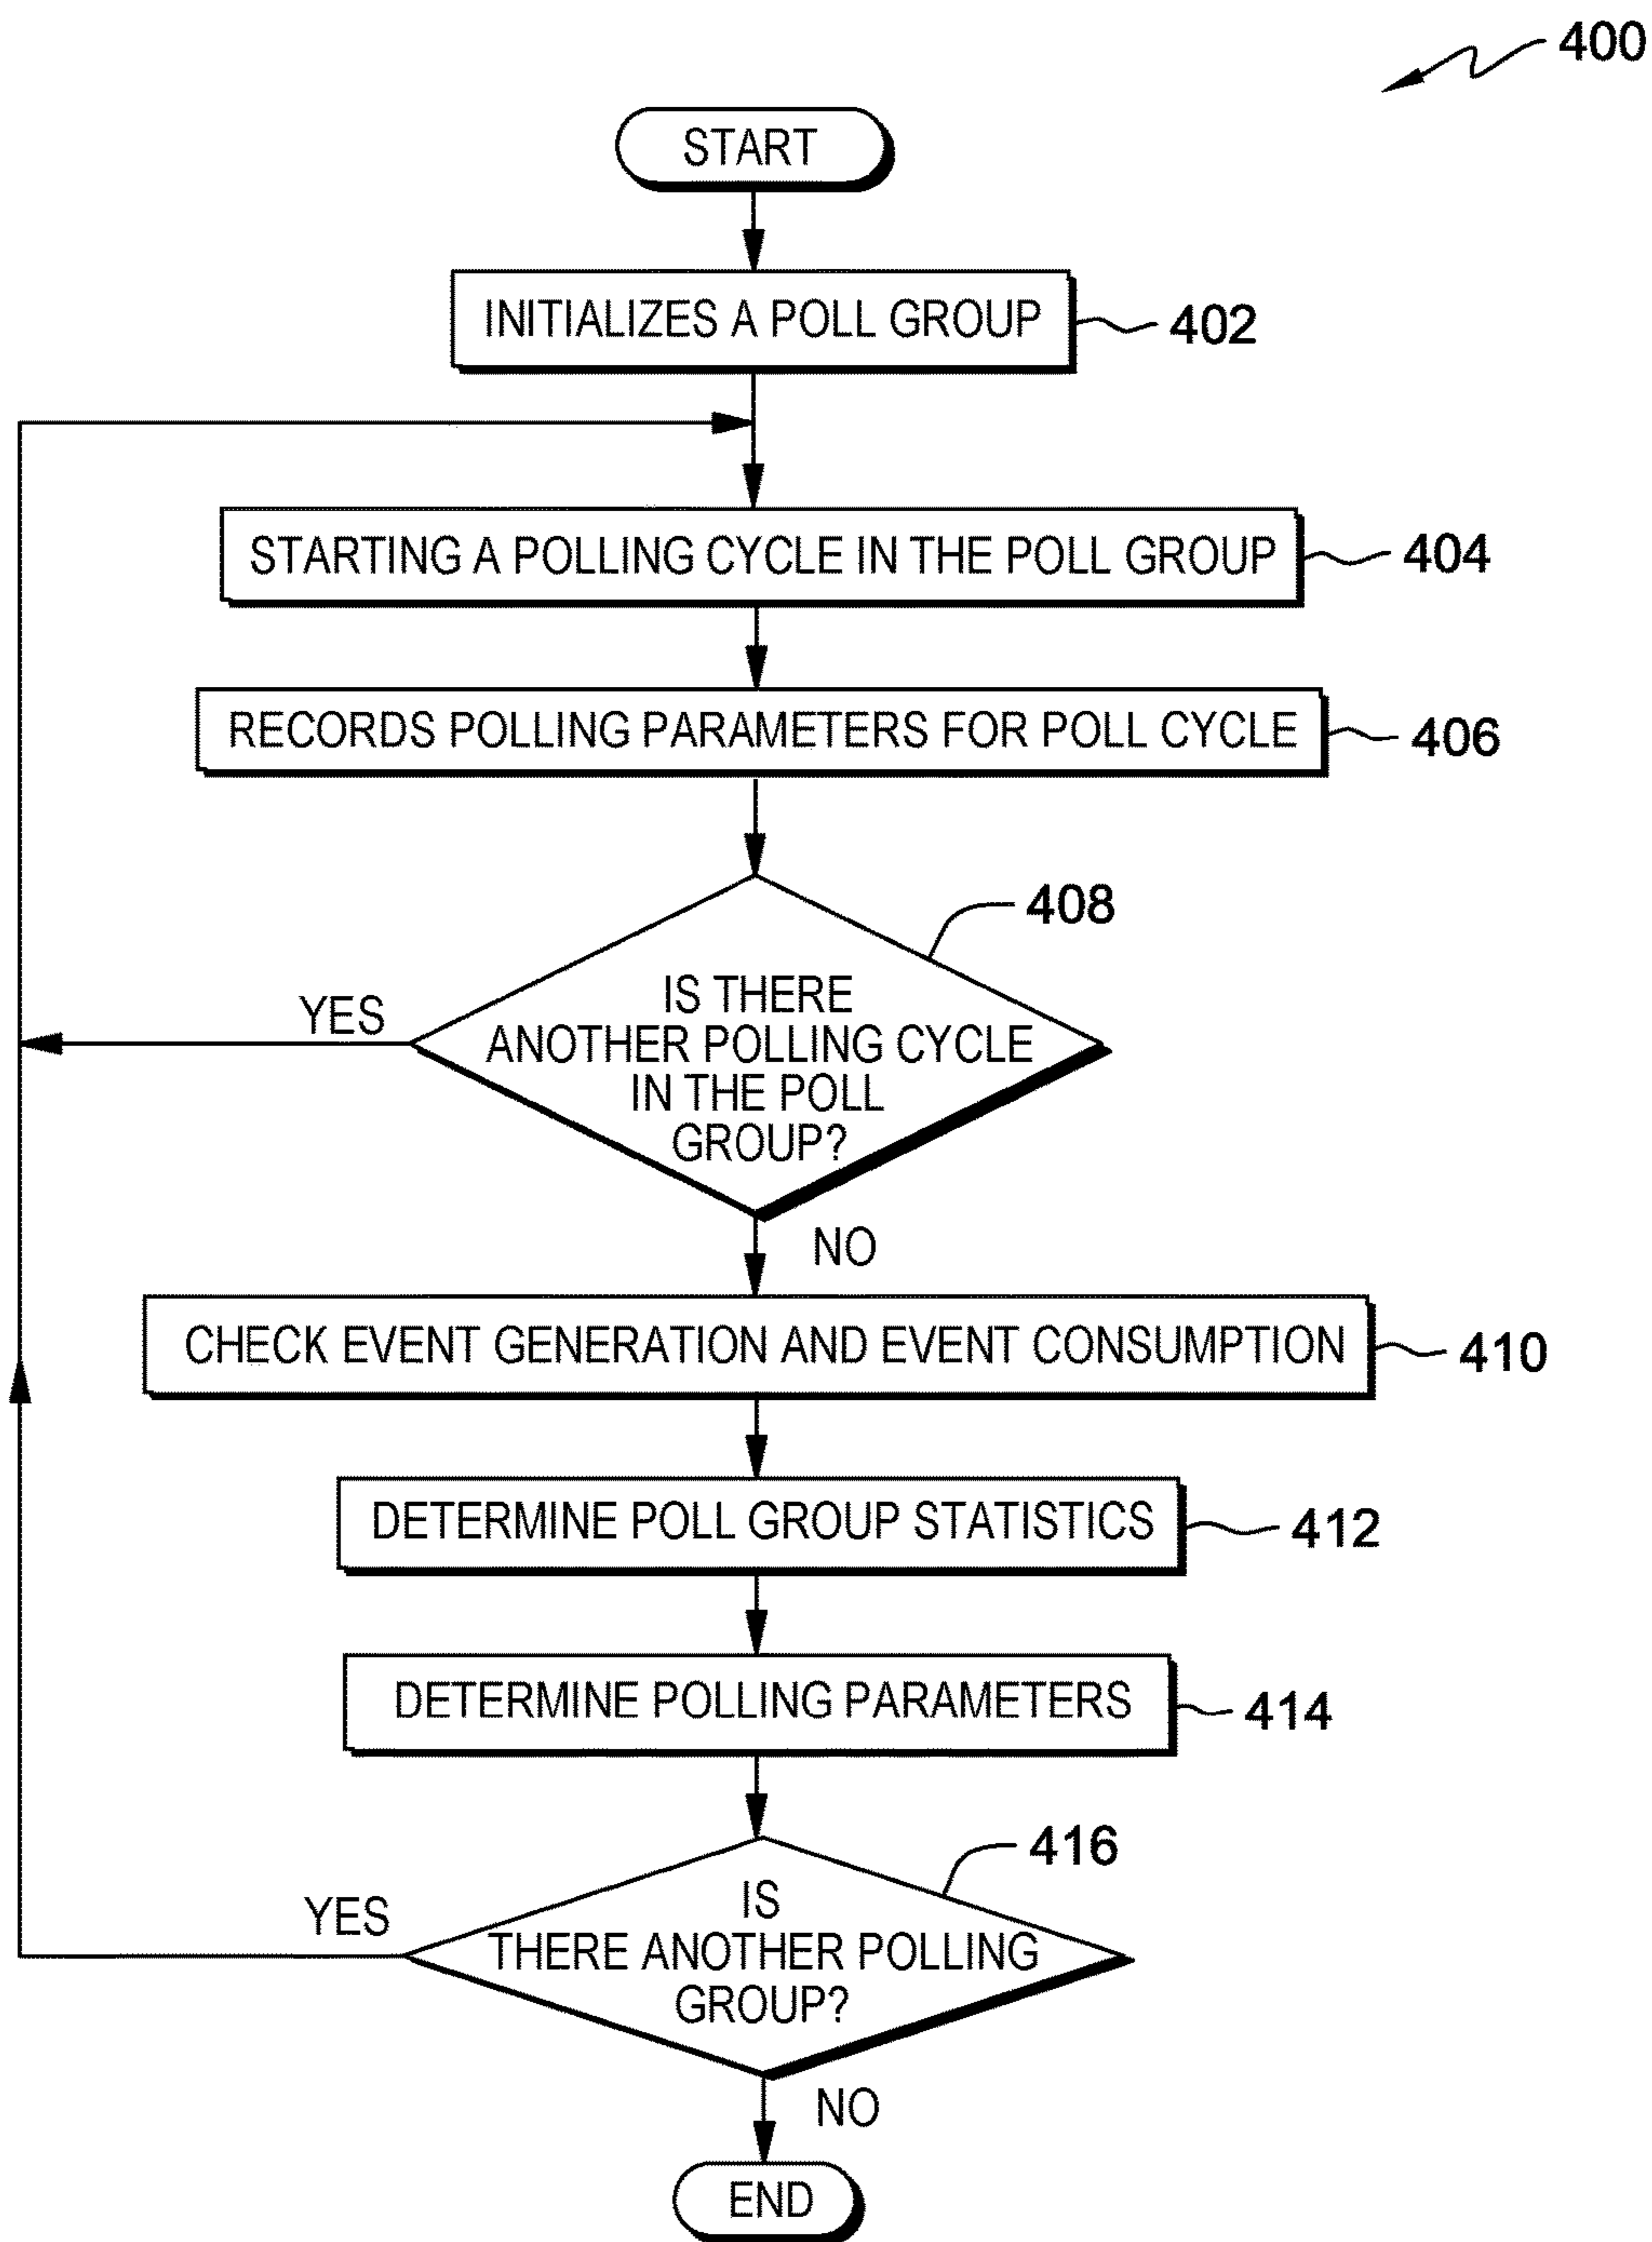 400
START
INITIALIZES A POLL GROUP
402
STARTING A POLLING CYCLE IN THE POLL GROUP
404
RECORDS POLLING PARAMETERS FOR POLL CYCLE
406
408
IS THERE
ANOTHER POLLING CYCLE
IN THE POLL
GROUP?
YES
NO
CHECK EVENT GENERATION AND EVENT CONSUMPTION
410
DETERMINE POLL GROUP STATISTICS
412
DETERMINE POLLING PARAMETERS
414
416
IS
THERE ANOTHER POLLING
GROUP?
YES
NO
END